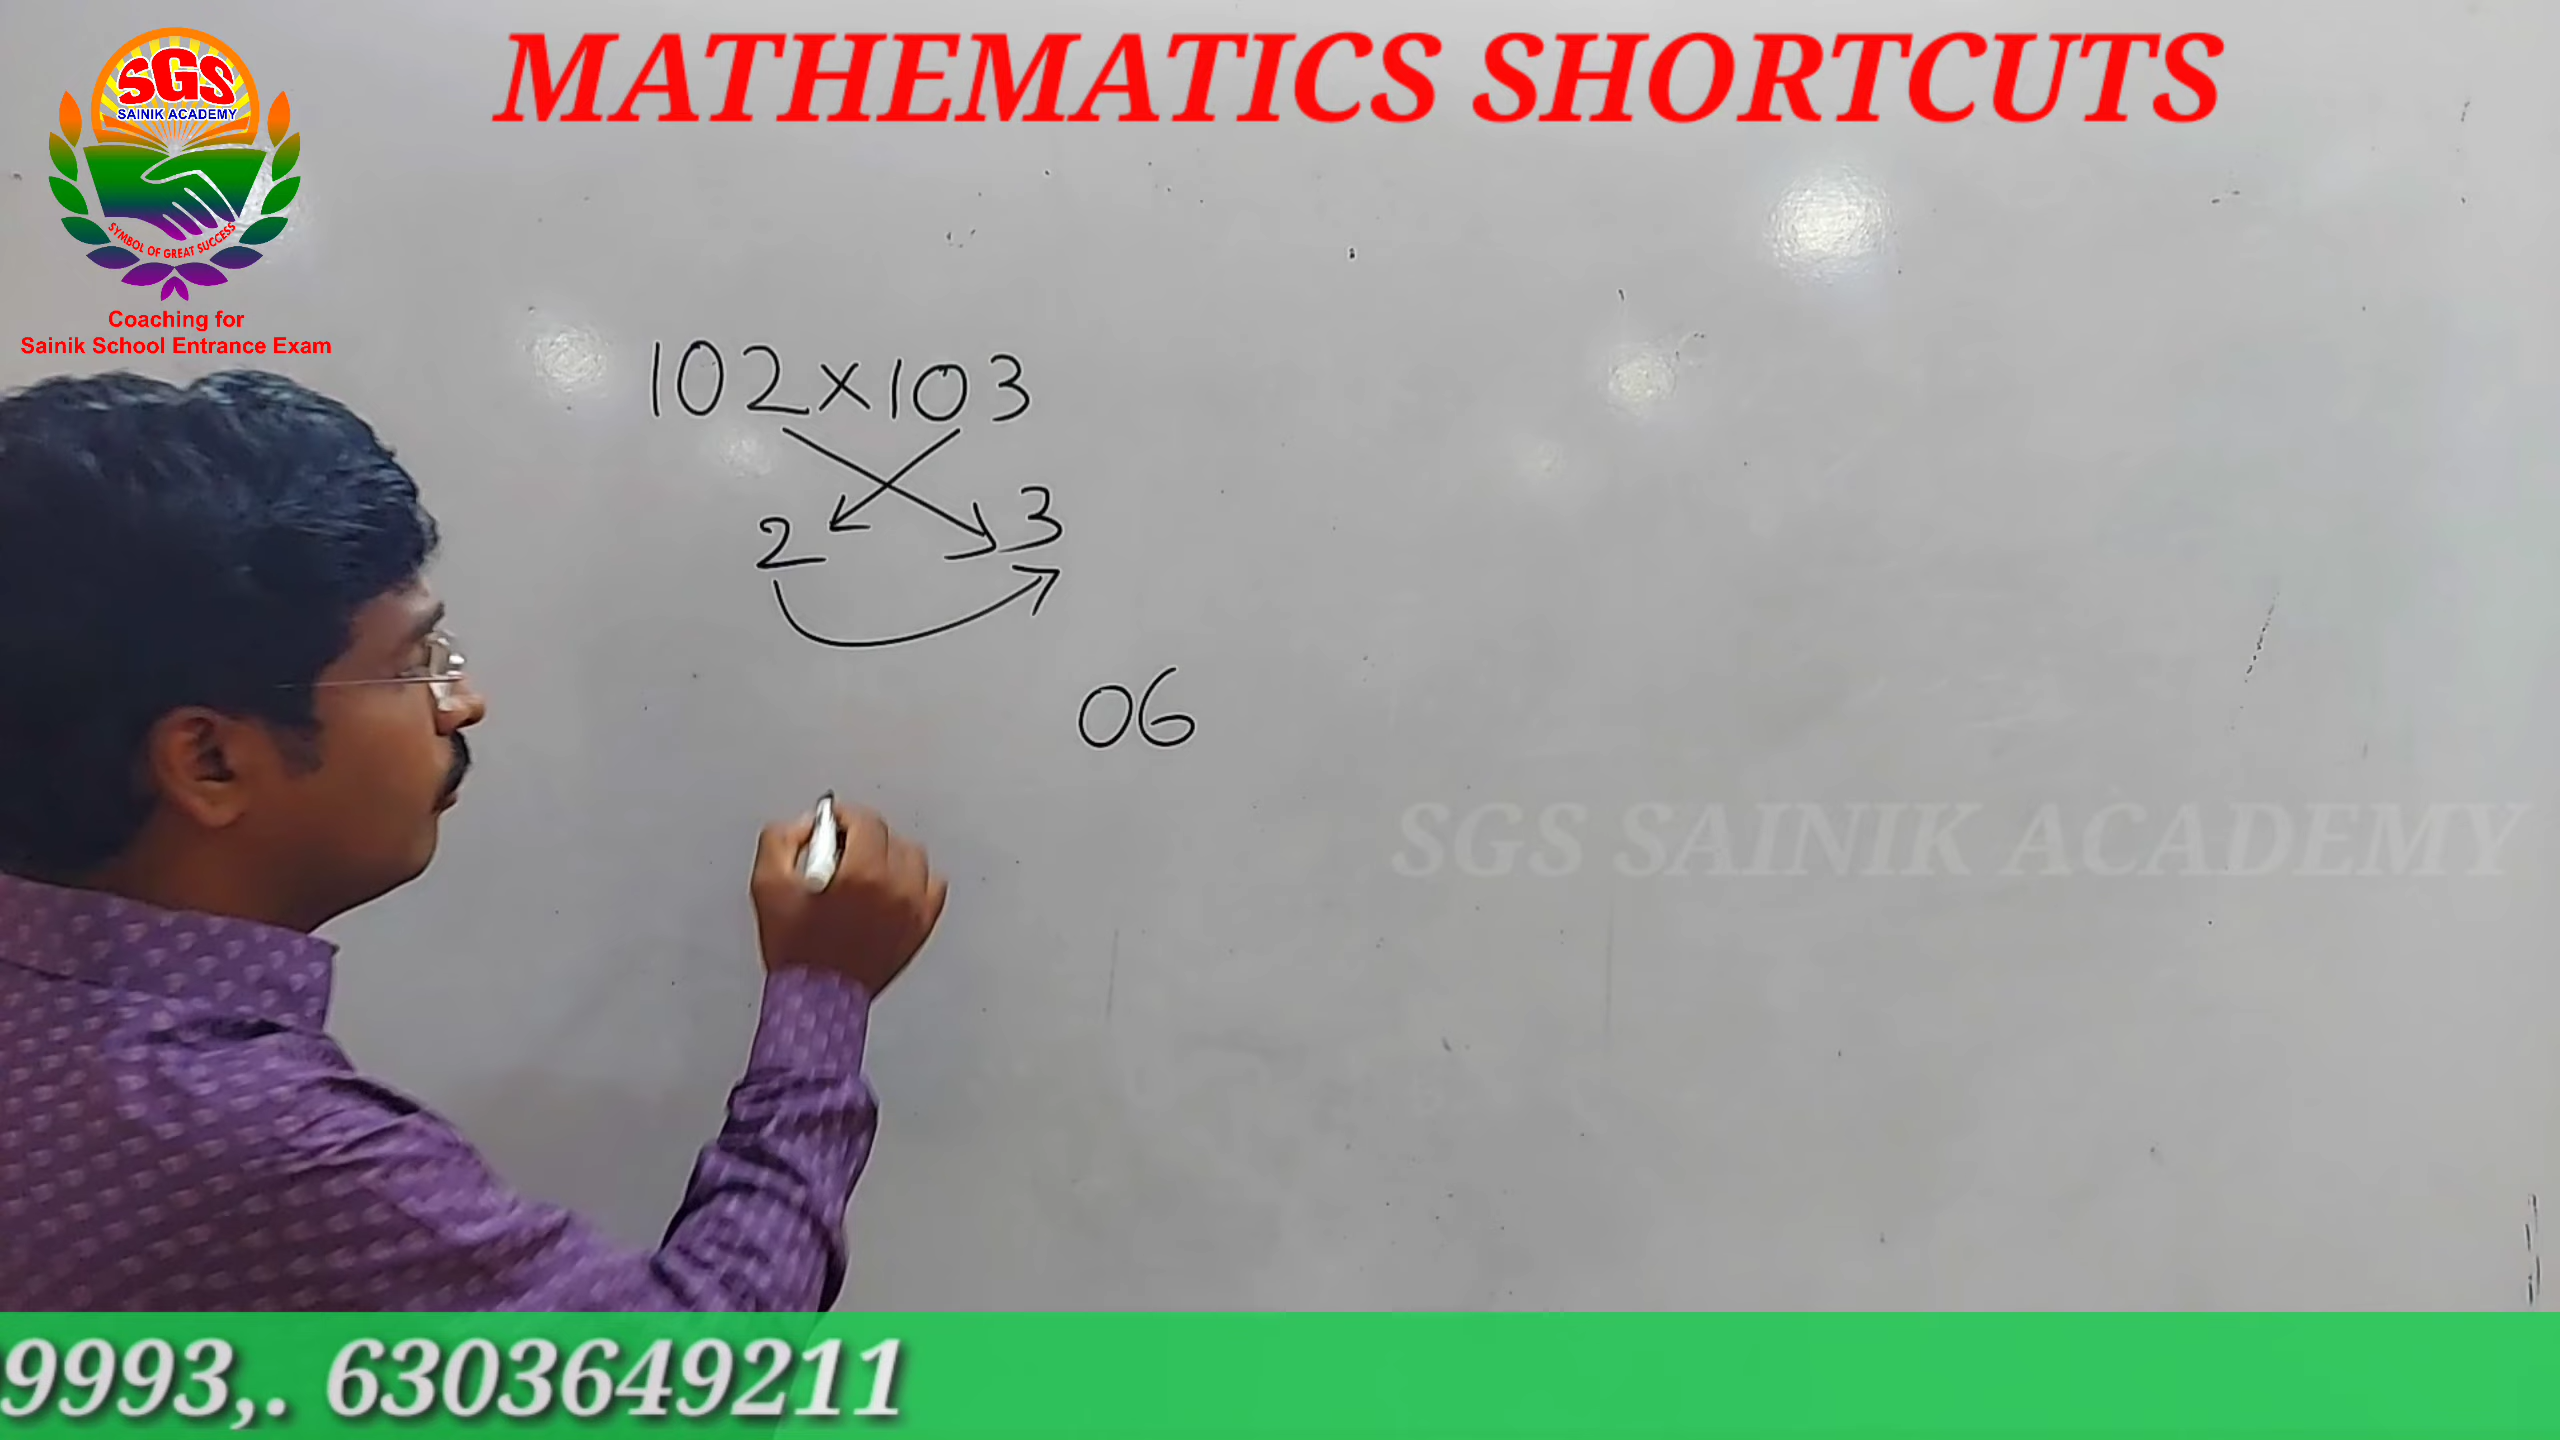 MATHEMATICS SHORTCUTS
SGS
SAINIK ACADEMY
SYMBOL OF GREAT SUCCESS
Coaching for
Sainik School Entrance Exam
102×103
2 3
06
SGS SAINIK ACADEMY
9993,. 6303649211